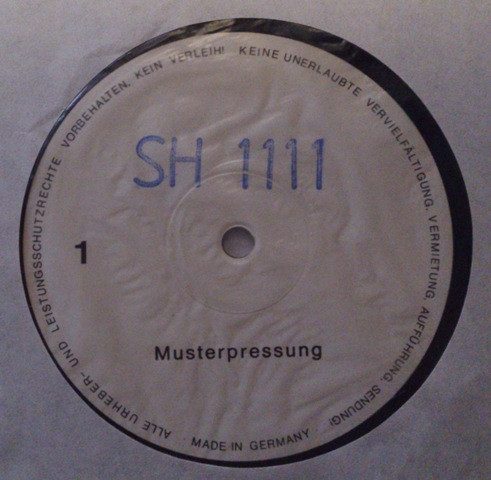 ALLE URHEBER- UND LEISTUNGSSCHUTZRECHTE VORBEHALTEN. KEIN VERLEIH! KEINE UNERLAUBTE VERVIELFÄLTIGUNG, VERMIETUNG, AUFFÜHRUNG, SENDUNG!
SH 1111
1
Musterpressung
MADE IN GERMANY